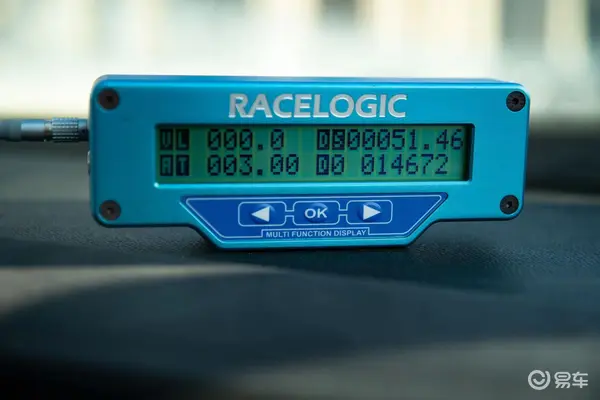 RACELOGIC
VL 000.0 DS00051.46
AT 003.00 D0 014672
OK
MULTI FUNCTION DISPLAY
易车